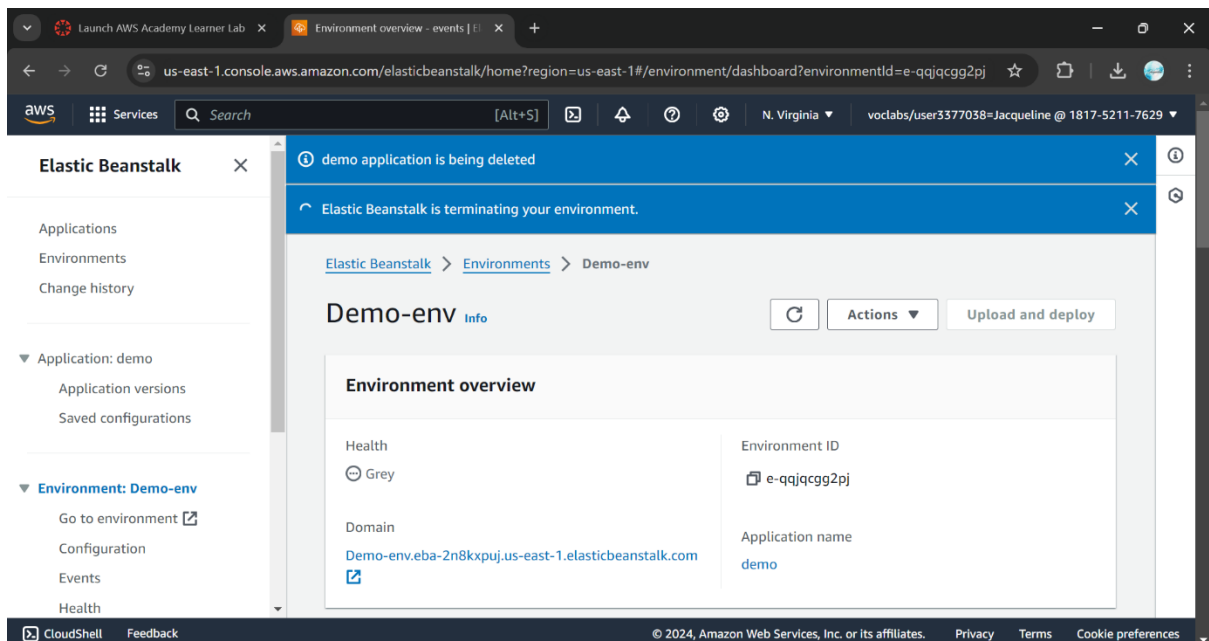 Launch AWS Academy Learner Lab
Environment overview - events | El
us-east-1.console.aws.amazon.com/elasticbeanstalk/home?region=us-east-1#/environment/dashboard?environmentId=e-qqjqcgg2pj
aws Services Search [Alt+S] N. Virginia ▼ voclabs/user3377038=Jacqueline @ 1817-5211-7629 ▼
Elastic Beanstalk
Applications
Environments
Change history
Application: demo
Application versions
Saved configurations
Environment: Demo-env
Go to environment
Configuration
Events
Health
demo application is being deleted
Elastic Beanstalk is terminating your environment.
Elastic Beanstalk > Environments > Demo-env
Demo-env Info
Actions ▼ Upload and deploy
Environment overview
Health
Grey
Domain
Demo-env.eba-2n8kxpuj.us-east-1.elasticbeanstalk.com
Environment ID
e-qqjqcgg2pj
Application name
demo
CloudShell Feedback © 2024, Amazon Web Services, Inc. or its affiliates. Privacy Terms Cookie preferences